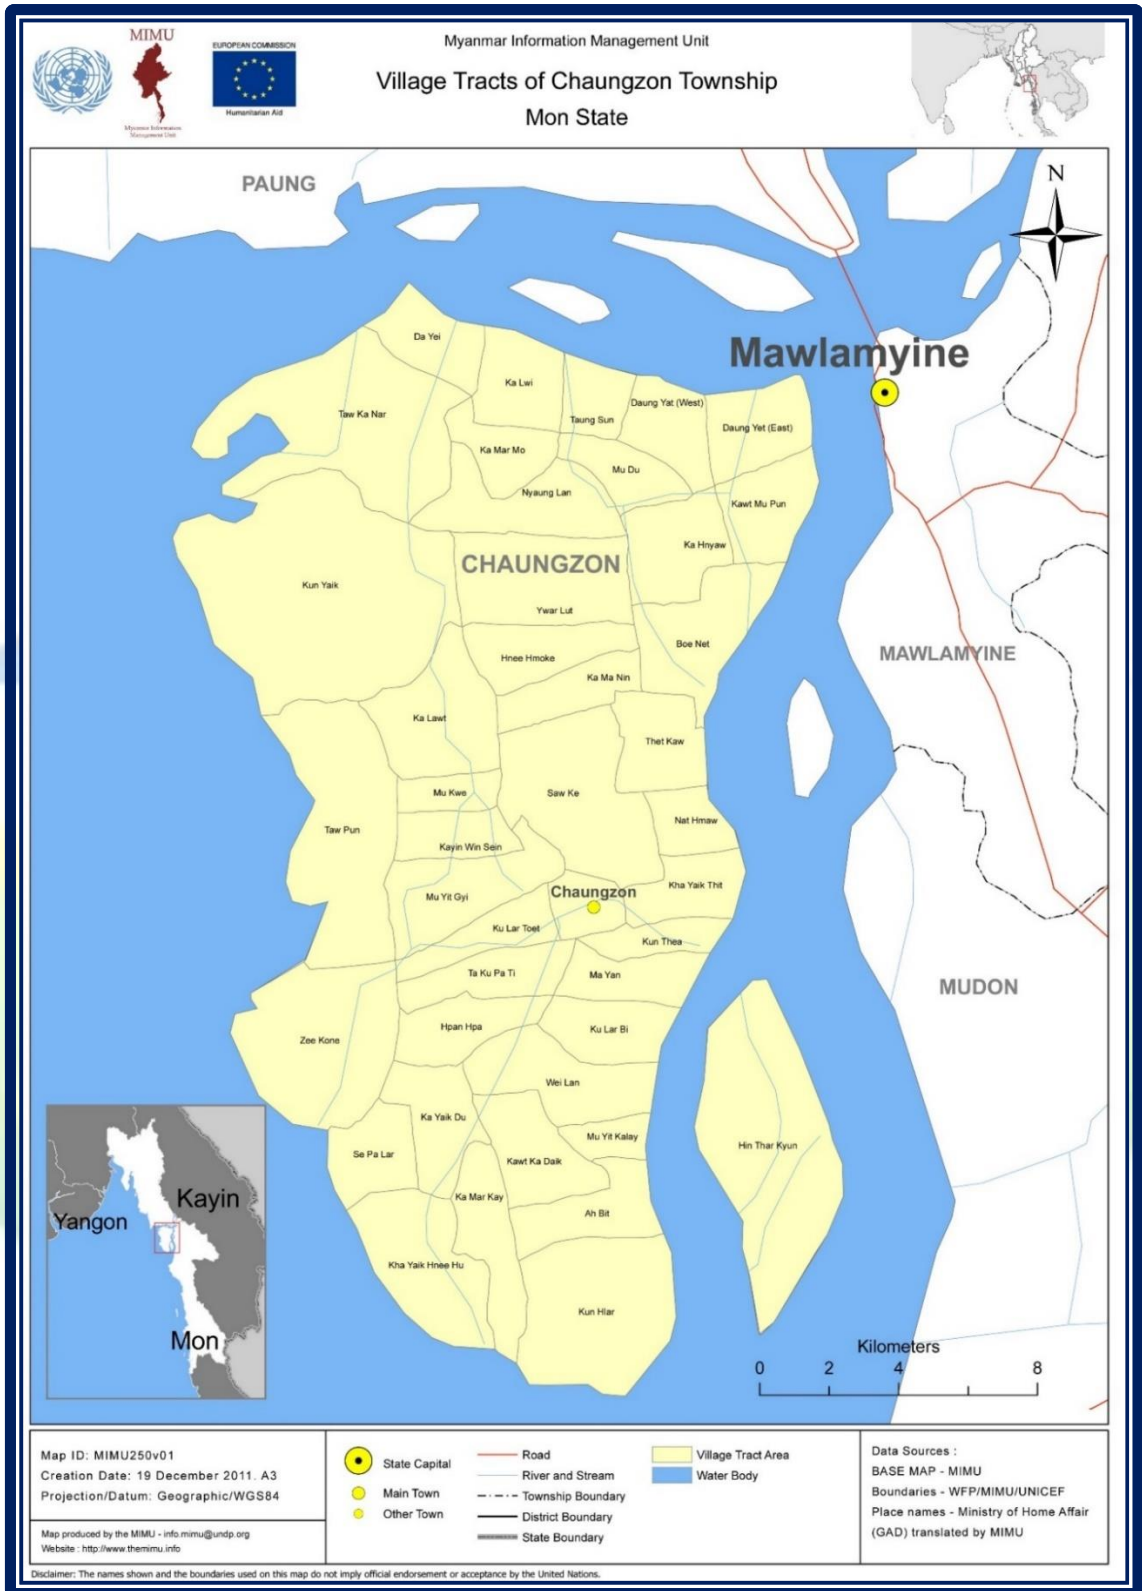 MIMU
Myanmar Information
Management Unit
EUROPEAN COMMISSION
Humanitarian Aid
Myanmar Information Management Unit
Village Tracts of Chaungzon Township
Mon State
PAUNG
N
Mawlamyine
Da Yei
Ka Lwi
Taw Ka Nar
Daung Yat (West)
Taung Sun
Daung Yet (East)
Ka Mar Mo
Mu Du
Nyaung Lan
Kawt Mu Pun
Ka Hnyaw
CHAUNGZON
Kun Yaik
Ywar Lut
Boe Net
MAWLAMYINE
Hnee Hmoke
Ka Ma Nin
Ka Lawt
Thet Kaw
Mu Kwe
Saw Ke
Nat Hmaw
Taw Pun
Kayin Win Sein
Kha Yaik Thit
Chaungzon
Mu Yit Gyi
Ku Lar Toet
Kun Thea
Ta Ku Pa Ti
Ma Yan
MUDON
Hpan Hpa
Ku Lar Bi
Zee Kone
Wei Lan
Ka Yaik Du
Mu Yit Kalay
Hin Thar Kyun
Se Pa Lar
Kawt Ka Daik
Ka Mar Kay
Ah Bit
Kha Yaik Hnee Hu
Kun Hlar
Kayin
Yangon
Mon
Kilometers
0 2 4 8
Map ID: MIMU250v01
Creation Date: 19 December 2011. A3
Projection/Datum: Geographic/WGS84
Map produced by the MIMU - info.mimu@undp.org
Website : http://www.themimu.info
State Capital
Main Town
Other Town
Road
River and Stream
Township Boundary
District Boundary
State Boundary
Village Tract Area
Water Body
Data Sources :
BASE MAP - MIMU
Boundaries - WFP/MIMU/UNICEF
Place names - Ministry of Home Affair
(GAD) translated by MIMU
Disclaimer: The names shown and the boundaries used on this map do not imply official endorsement or acceptance by the United Nations.